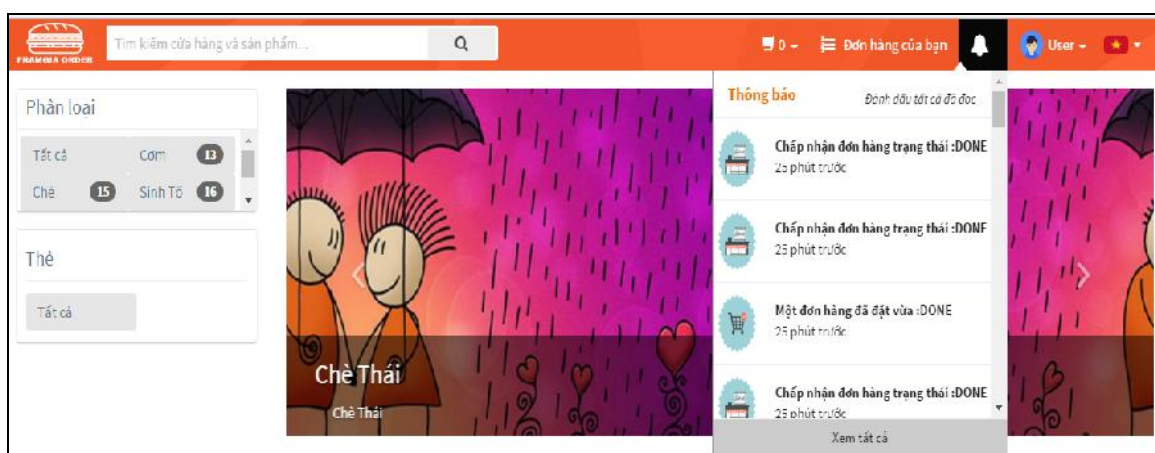 FRAMGIA ORDER
Tìm kiếm cửa hàng và sản phẩm...
0
Đơn hàng của bạn
User
Phân loại
Tất cả
Cơm 13
Chè 15
Sinh Tố 16
Thẻ
Tất cả
Chè Thái
Chè Thái
Thông báo
Đánh dấu tất cả đã đọc
Chấp nhận đơn hàng trạng thái :DONE
25 phút trước
Chấp nhận đơn hàng trạng thái :DONE
25 phút trước
Một đơn hàng đã đặt vừa :DONE
25 phút trước
Chấp nhận đơn hàng trạng thái :DONE
25 phút trước
Xem tất cả